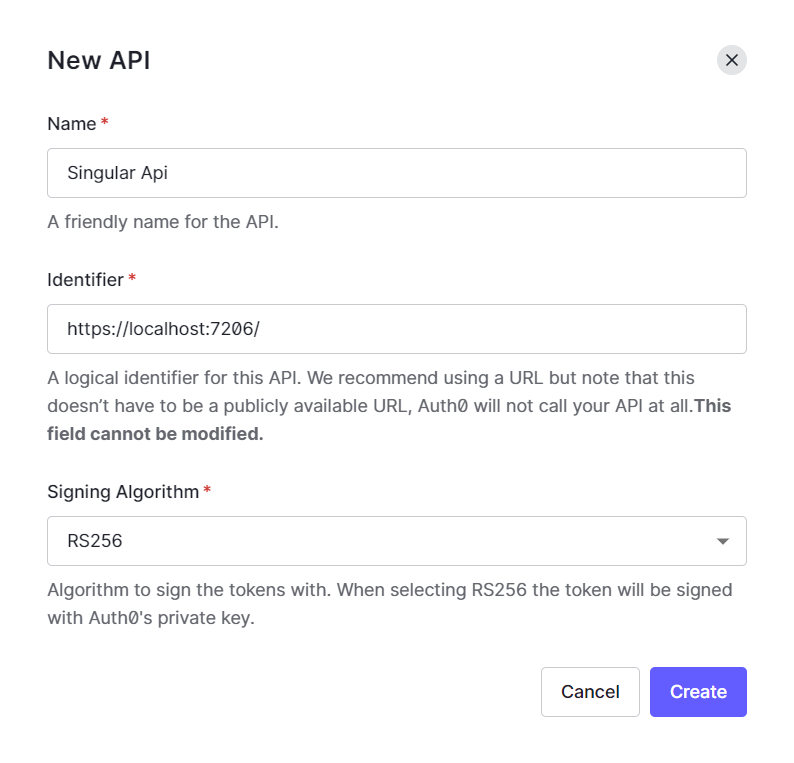 New API
Name *
Singular Api
A friendly name for the API.
Identifier *
https://localhost:7206/
A logical identifier for this API. We recommend using a URL but note that this
doesn’t have to be a publicly available URL, Auth0 will not call your API at all.This
field cannot be modified.
Signing Algorithm *
RS256
Algorithm to sign the tokens with. When selecting RS256 the token will be signed
with Auth0's private key.
Cancel Create